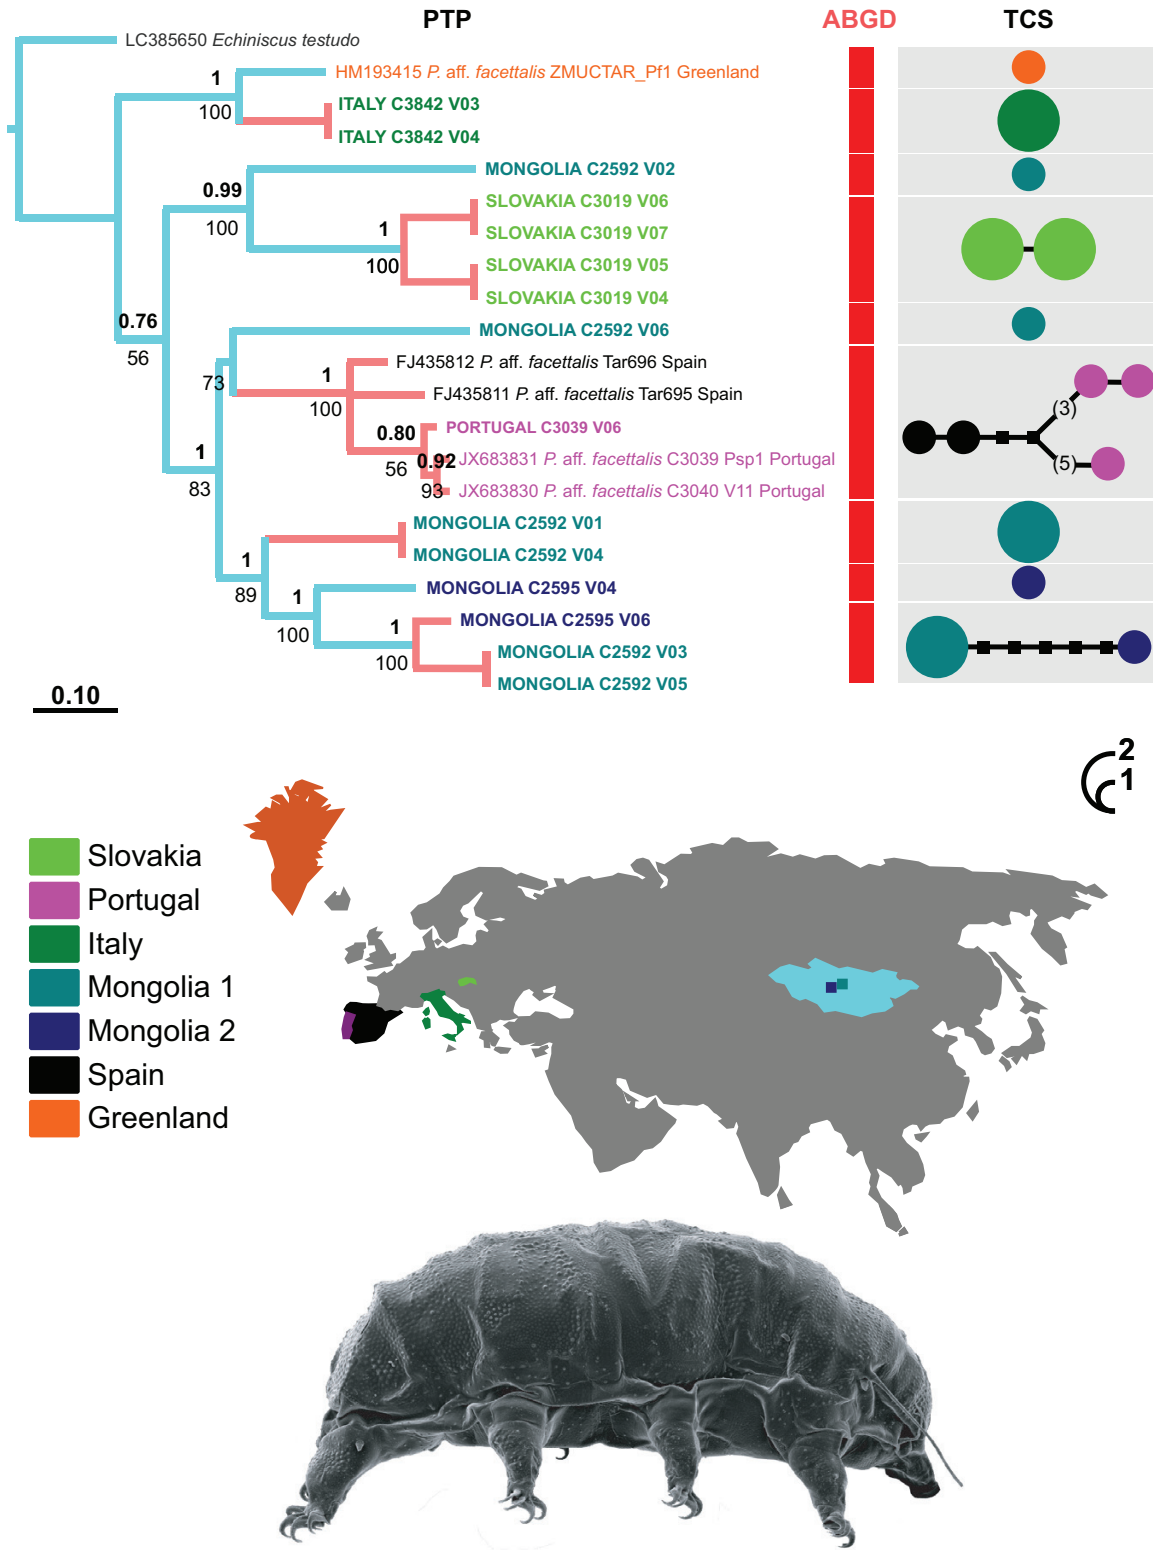 PTP ABGD TCS
LC385650 Echiniscus testudo
HM193415 P. aff. facettalis ZMUCTAR_Pf1 Greenland
1
100
ITALY C3842 V03
ITALY C3842 V04
MONGOLIA C2592 V02
0.99
100
SLOVAKIA C3019 V06
SLOVAKIA C3019 V07
1
100
SLOVAKIA C3019 V05
SLOVAKIA C3019 V04
0.76
56
MONGOLIA C2592 V06
73
FJ435812 P. aff. facettalis Tar696 Spain
1
100
FJ435811 P. aff. facettalis Tar695 Spain
(3)
(5)
PORTUGAL C3039 V06
0.80
56
0.92
93
JX683831 P. aff. facettalis C3039 Psp1 Portugal
JX683830 P. aff. facettalis C3040 V11 Portugal
1
83
MONGOLIA C2592 V01
MONGOLIA C2592 V04
1
89
MONGOLIA C2595 V04
1
100
MONGOLIA C2595 V06
1
100
MONGOLIA C2592 V03
MONGOLIA C2592 V05
0.10
2
1
Slovakia
Portugal
Italy
Mongolia 1
Mongolia 2
Spain
Greenland